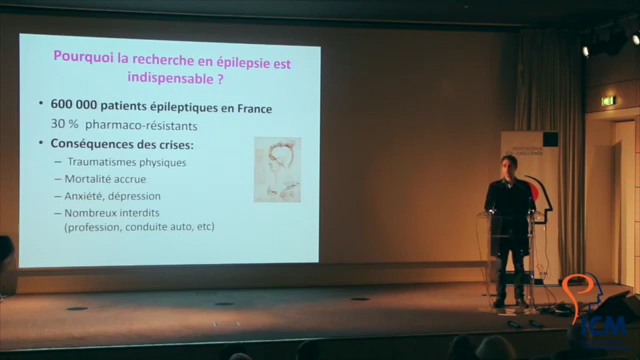 Pourquoi la recherche en épilepsie est
indispensable ?
• 600 000 patients épileptiques en France
30 % pharmaco-résistants
• Conséquences des crises:
– Traumatismes physiques
– Mortalité accrue
– Anxiété, dépression
– Nombreux interdits
(profession, conduite auto, etc)
iCM